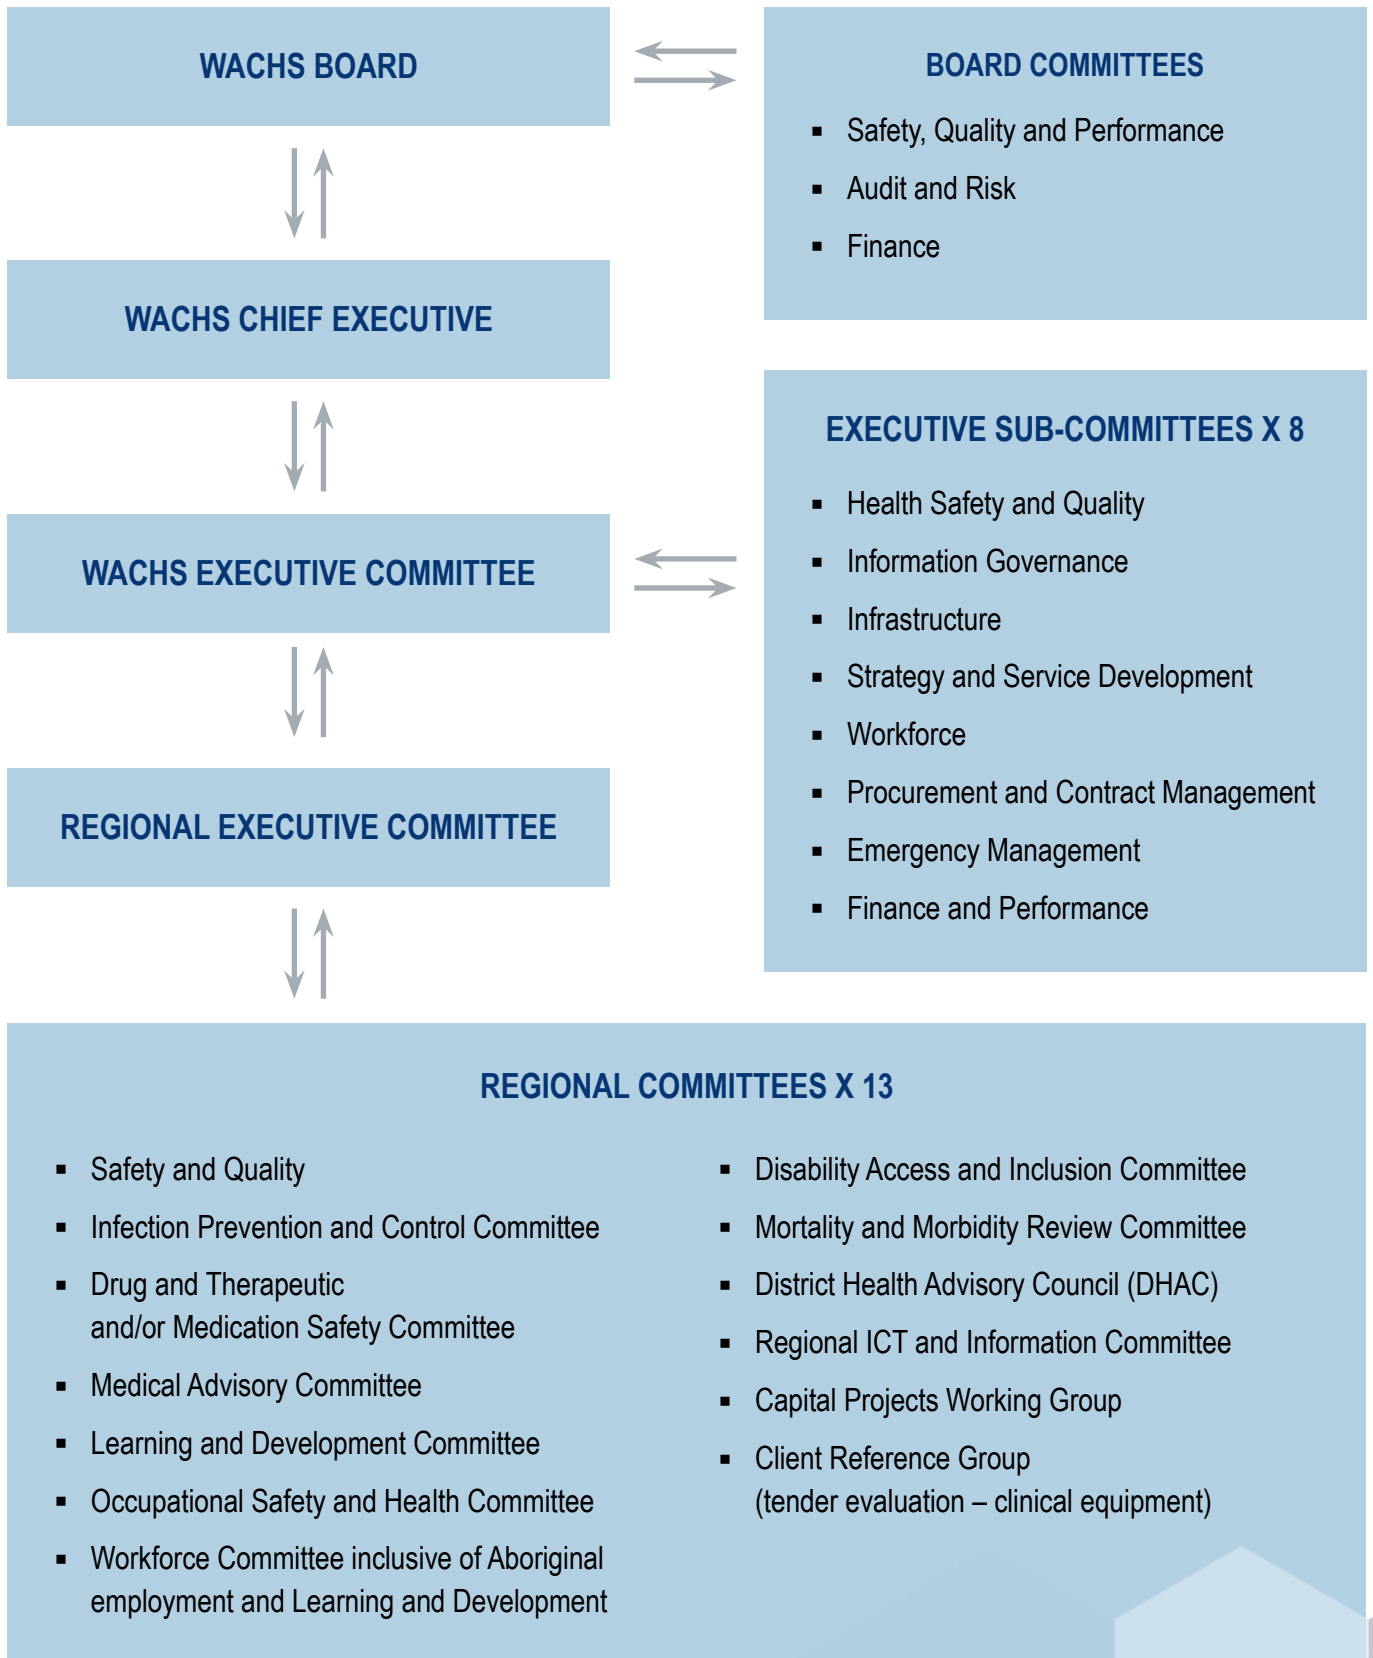 WACHS BOARD
BOARD COMMITTEES
▪ Safety, Quality and Performance
▪ Audit and Risk
▪ Finance
WACHS CHIEF EXECUTIVE
WACHS EXECUTIVE COMMITTEE
EXECUTIVE SUB-COMMITTEES X 8
▪ Health Safety and Quality
▪ Information Governance
▪ Infrastructure
▪ Strategy and Service Development
▪ Workforce
▪ Procurement and Contract Management
▪ Emergency Management
▪ Finance and Performance
REGIONAL EXECUTIVE COMMITTEE
REGIONAL COMMITTEES X 13
▪ Safety and Quality
▪ Infection Prevention and Control Committee
▪ Drug and Therapeutic
and/or Medication Safety Committee
▪ Medical Advisory Committee
▪ Learning and Development Committee
▪ Occupational Safety and Health Committee
▪ Workforce Committee inclusive of Aboriginal
employment and Learning and Development
▪ Disability Access and Inclusion Committee
▪ Mortality and Morbidity Review Committee
▪ District Health Advisory Council (DHAC)
▪ Regional ICT and Information Committee
▪ Capital Projects Working Group
▪ Client Reference Group
(tender evaluation – clinical equipment)